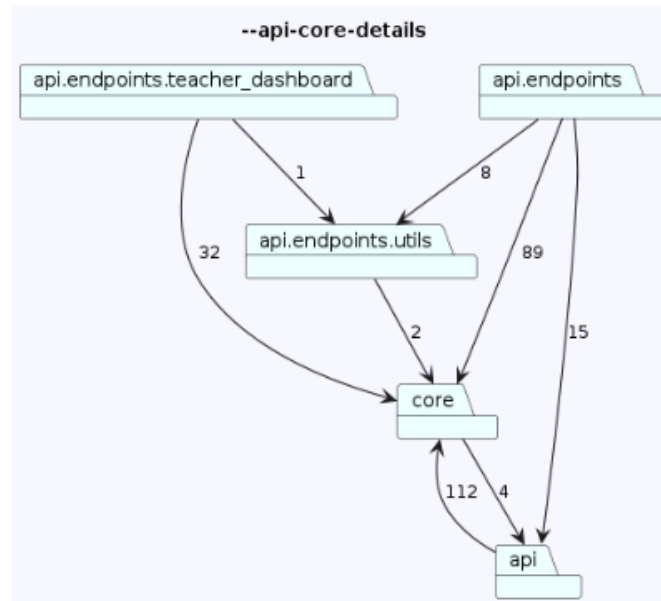 --api-core-details
api.endpoints.teacher_dashboard
api.endpoints
1
8
api.endpoints.utils
32
89
2
15
core
112
4
api